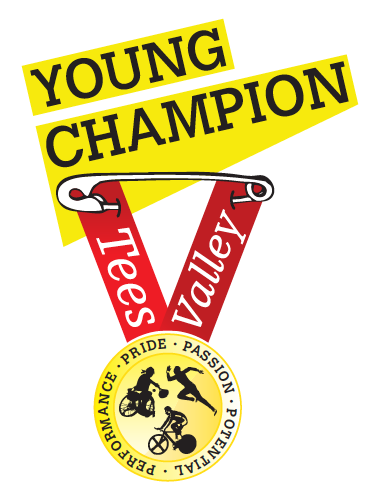 YOUNG
CHAMPION
Tees
Valley
PERFORMANCE · PRIDE · PASSION · POTENTIAL ·